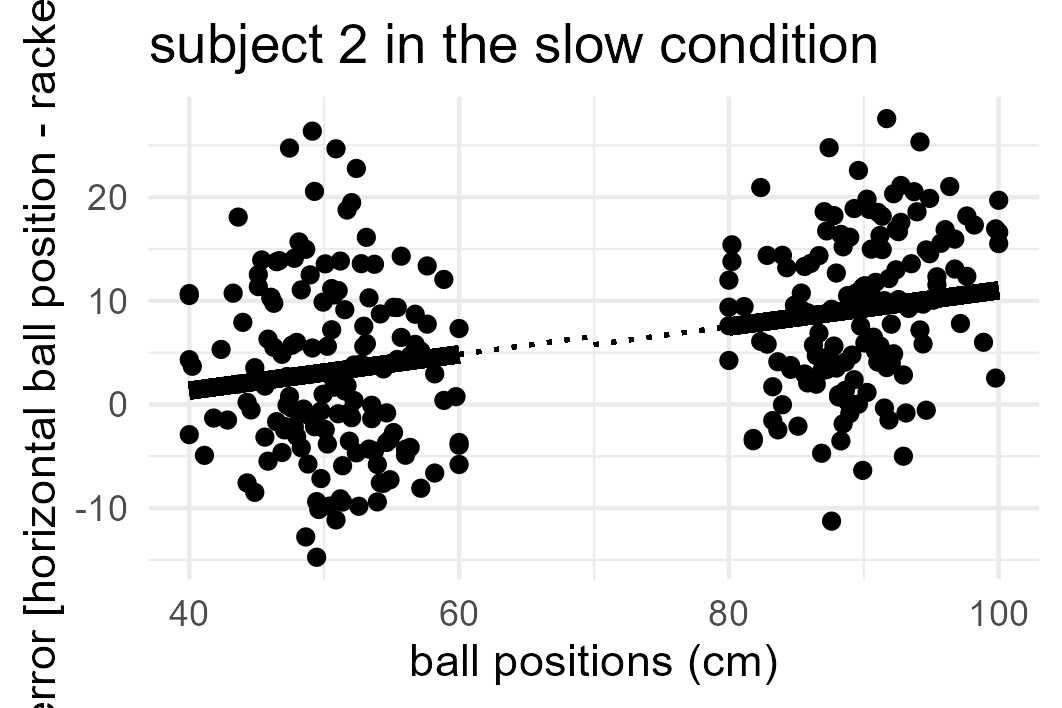 subject 2 in the slow condition
error [horizontal ball position - racke
20
10
0
-10
40 60 80 100
ball positions (cm)